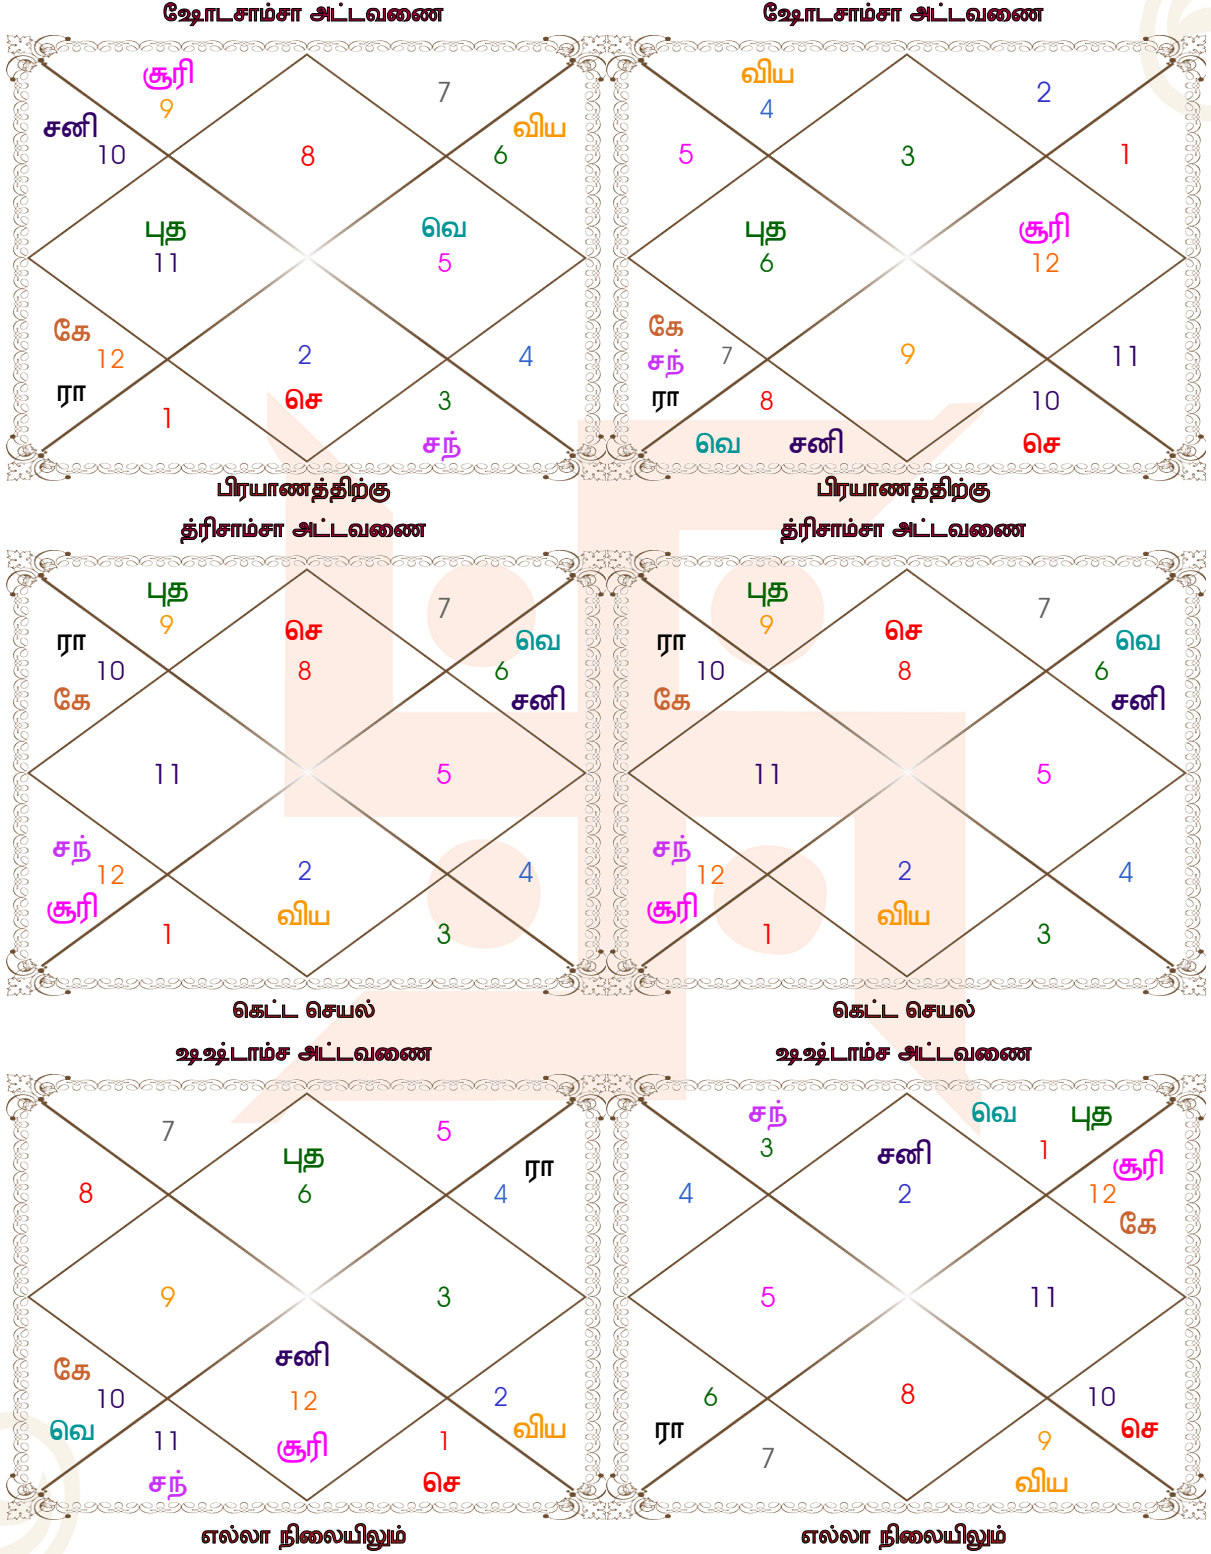 ஷோடசாம்சா அட்டவணை ஷோடசாம்சா அட்டவணை
சூரி
9
7
சனி
10
விய
6
8
புத
11
வெ
5
கே
12
ரா
2
செ
4
1
3
சந்
விய
4
2
5
3
1
புத
6
சூரி
12
கே
சந் 7
ரா
9
11
8
வெ சனி
10
செ
பிரயாணத்திற்கு பிரயாணத்திற்கு
த்ரிசாம்சா அட்டவணை த்ரிசாம்சா அட்டவணை
புத
9
செ
8
7
ரா
10
கே
வெ
6
சனி
11
5
சந்
12
சூரி
2
விய
4
1
3
புத
9
செ
8
7
ரா
10
கே
வெ
6
சனி
11
5
சந்
12
சூரி
2
விய
4
1
3
கெட்ட செயல் கெட்ட செயல்
ஷஷ்டாம்ச அட்டவணை ஷஷ்டாம்ச அட்டவணை
7
5
புத
6
ரா
8
4
9
3
கே
10
வெ
சனி
12
சூரி
2
விய
11
சந்
1
செ
சந்
3
வெ புத
1
சனி
2
சூரி
12
கே
4
5
11
6
ரா
8
10
செ
7
9
விய
எல்லா நிலையிலும் எல்லா நிலையிலும்